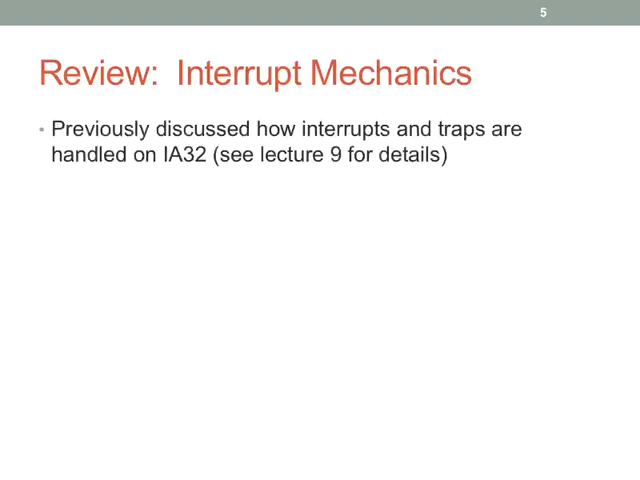 5
Review: Interrupt Mechanics
• Previously discussed how interrupts and traps are
handled on IA32 (see lecture 9 for details)